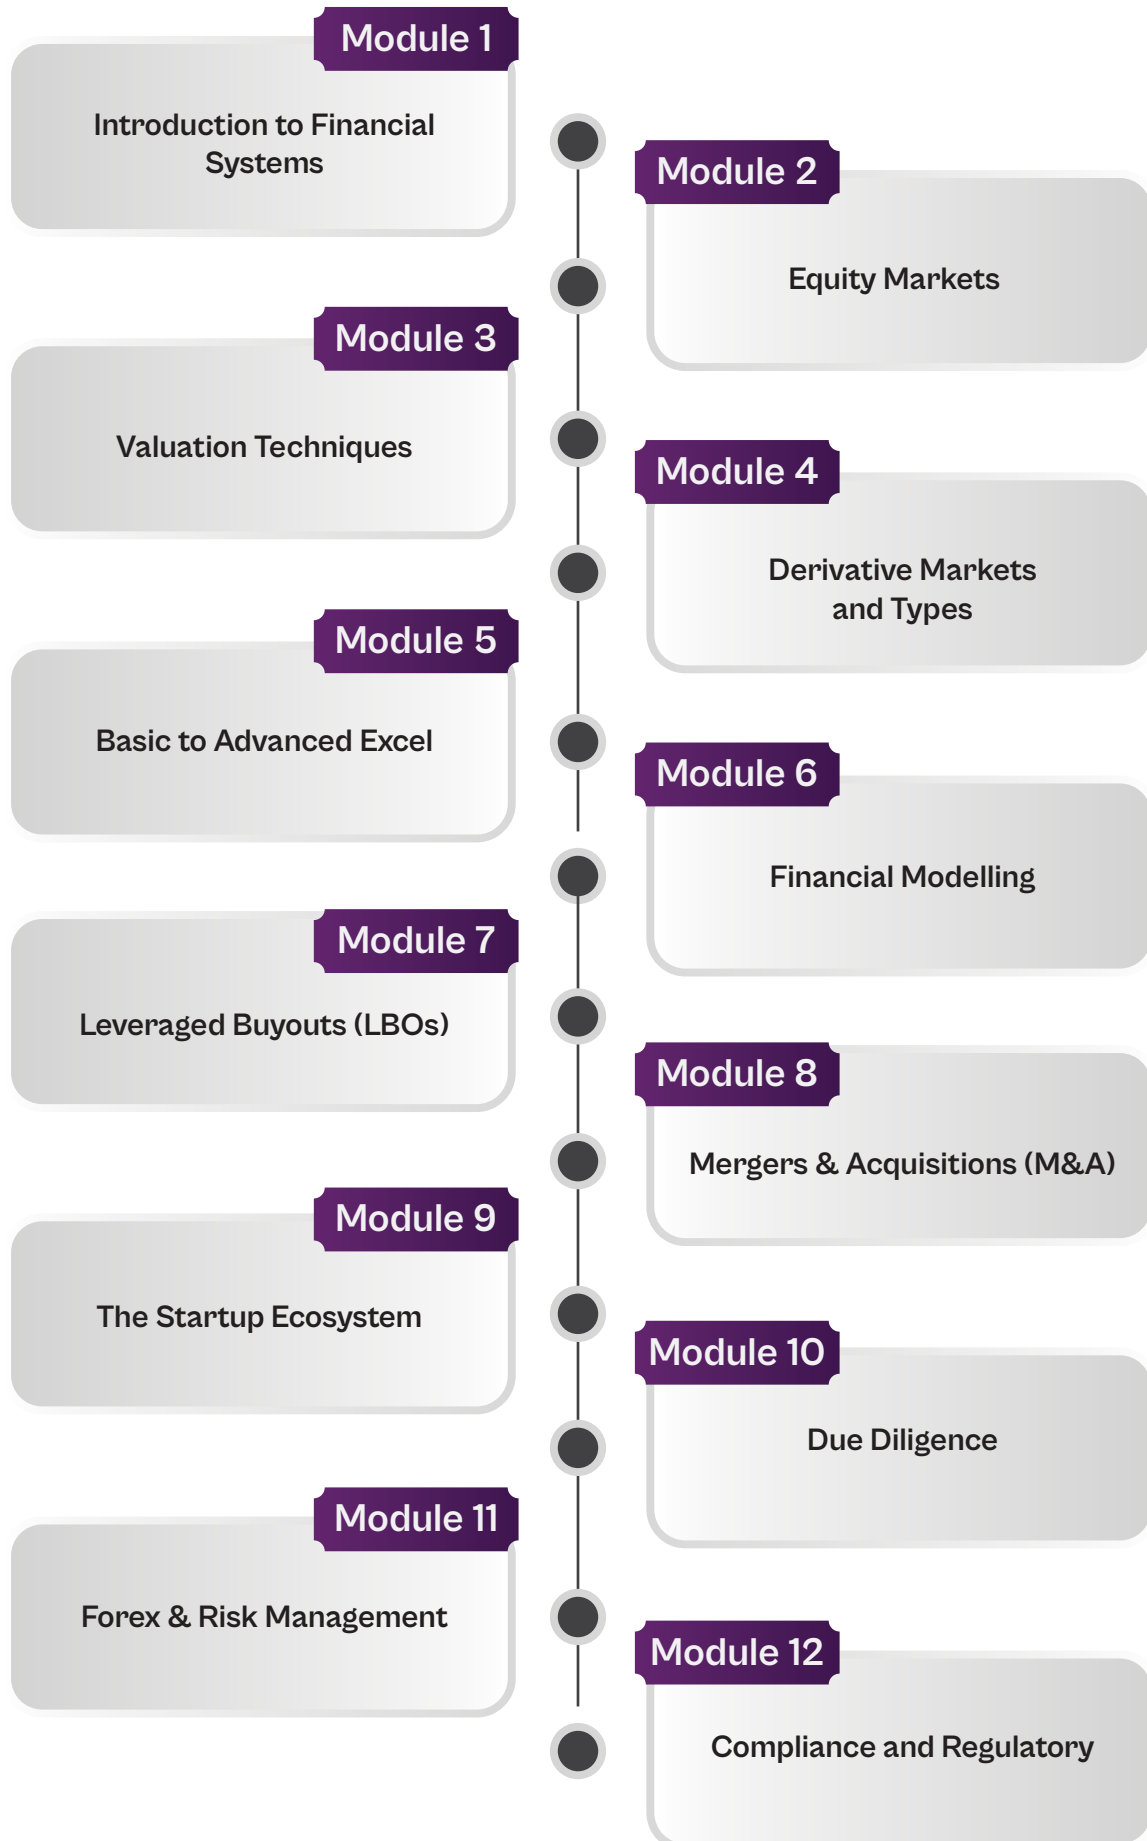 Module 1
Introduction to Financial
Systems
Module 2
Equity Markets
Module 3
Valuation Techniques
Module 4
Derivative Markets
and Types
Module 5
Basic to Advanced Excel
Module 6
Financial Modelling
Module 7
Leveraged Buyouts (LBOs)
Module 8
Mergers & Acquisitions (M&A)
Module 9
The Startup Ecosystem
Module 10
Due Diligence
Module 11
Forex & Risk Management
Module 12
Compliance and Regulatory